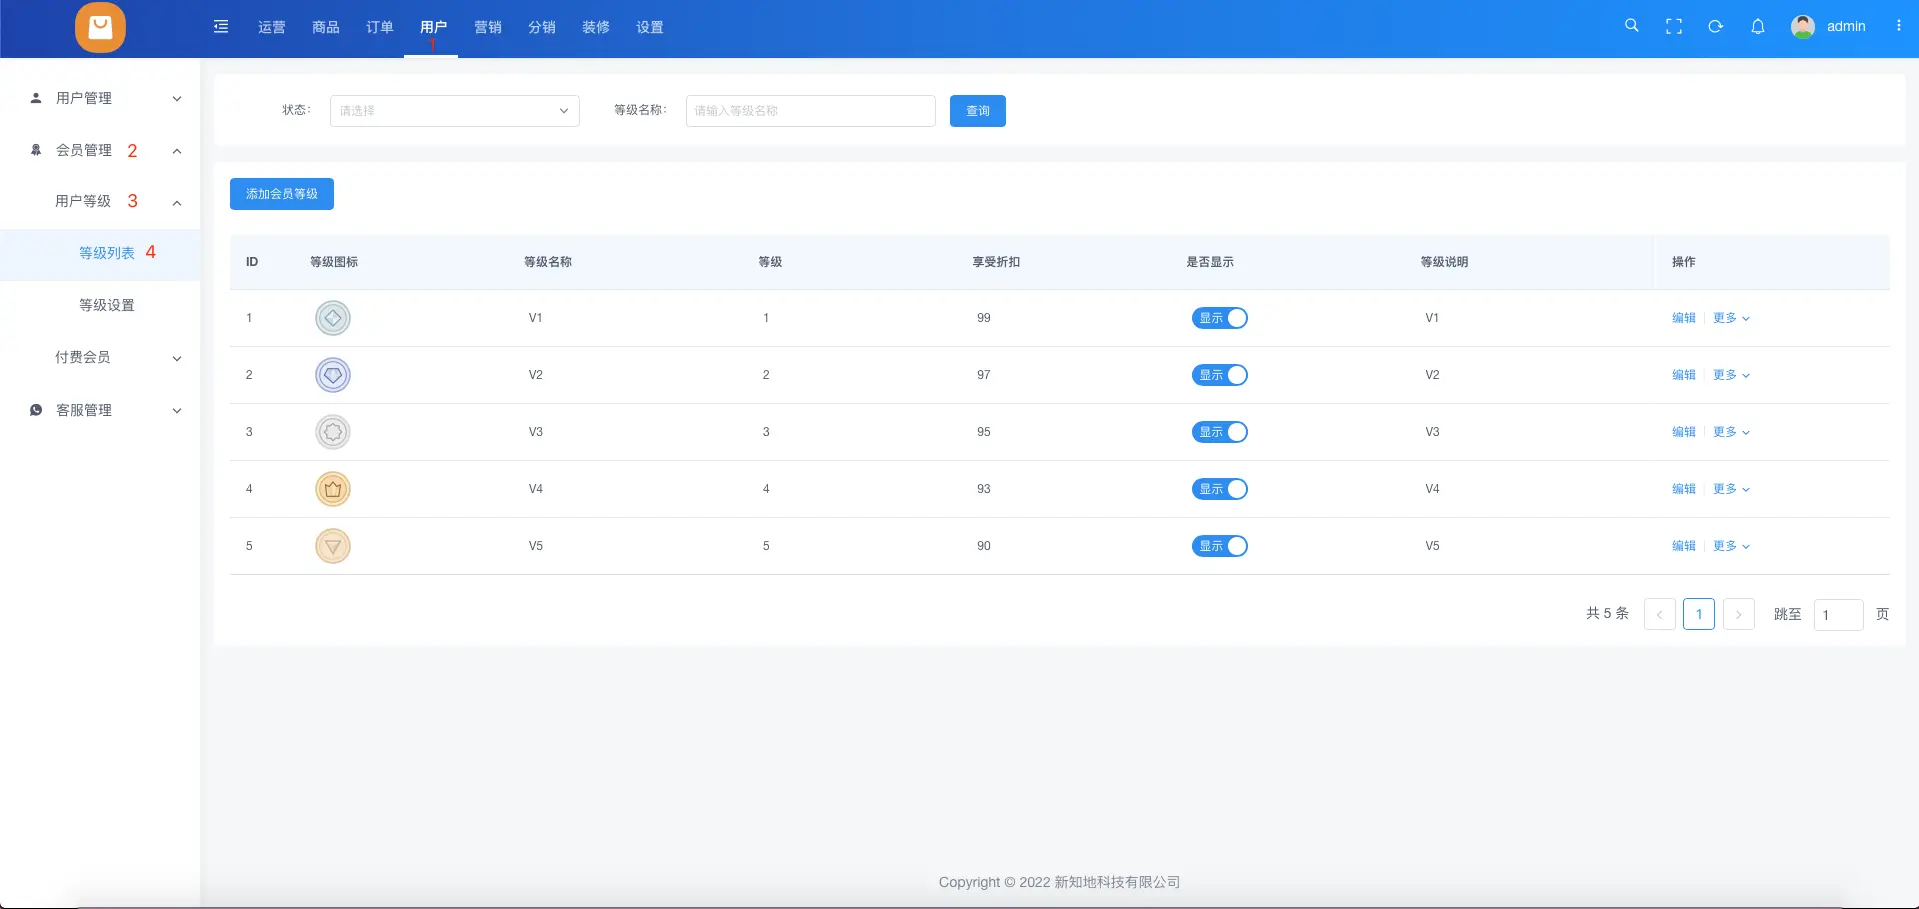 运营 商品 订单 用户 营销 分销 装修 设置 admin
1
用户管理
会员管理 2
用户等级 3
等级列表 4
等级设置
付费会员
客服管理
状态: 请选择 等级名称: 请输入等级名称 查询
添加会员等级
ID 等级图标 等级名称 等级 享受折扣 是否显示 等级说明 操作
1 V1 1 99 显示 V1 编辑 更多
2 V2 2 97 显示 V2 编辑 更多
3 V3 3 95 显示 V3 编辑 更多
4 V4 4 93 显示 V4 编辑 更多
5 V5 5 90 显示 V5 编辑 更多
共 5 条 < 1 > 跳至 1 页
Copyright © 2022 新知地科技有限公司